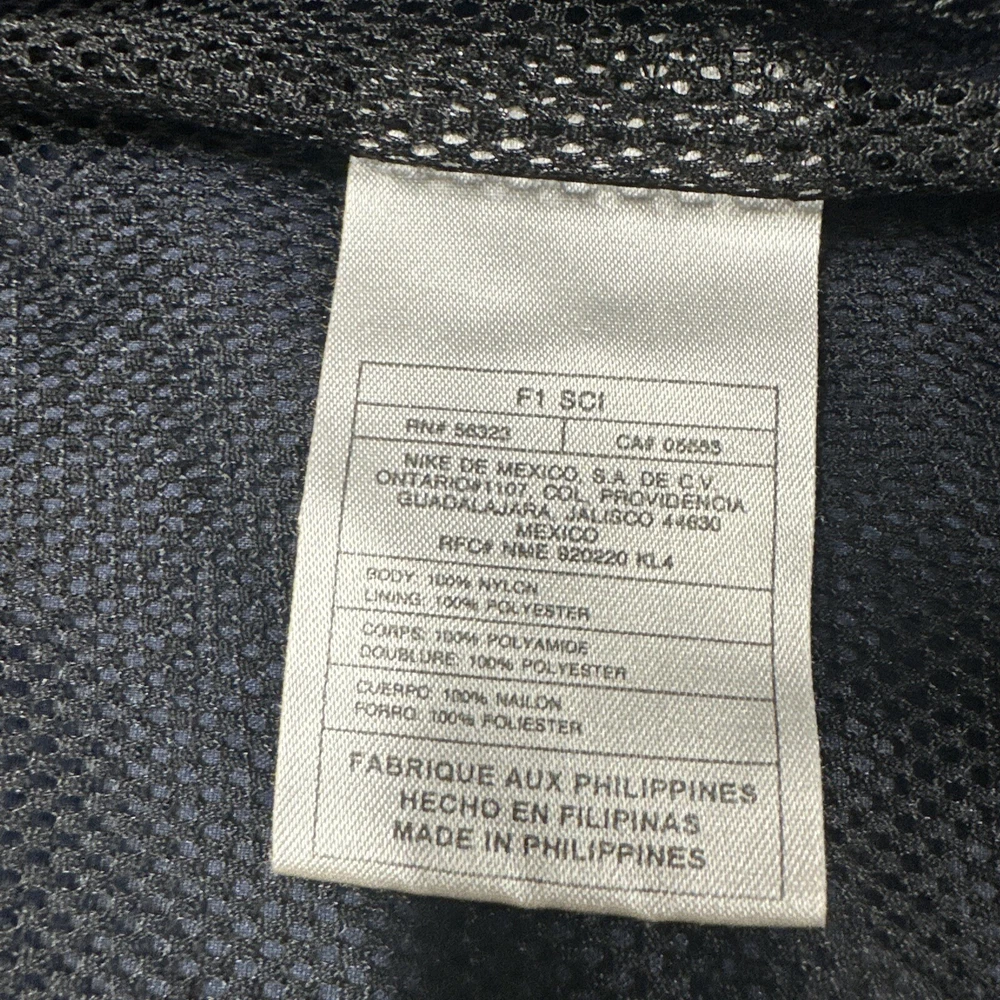 F1 SCI
RN# 56323
CA# 05553
NIKE DE MEXICO, S.A. DE C.V.
ONTARIO#1107, COL. PROVIDENCIA
GUADALAJARA, JALISCO 44630
MEXICO
RFC# NME 920220 KL4
BODY: 100% NYLON
LINING: 100% POLYESTER
CORPS: 100% POLYAMIDE
DOUBLURE: 100% POLYESTER
CUERPO: 100% NAILON
FORRO: 100% POLIESTER
FABRIQUE AUX PHILIPPINES
HECHO EN FILIPINAS
MADE IN PHILIPPINES